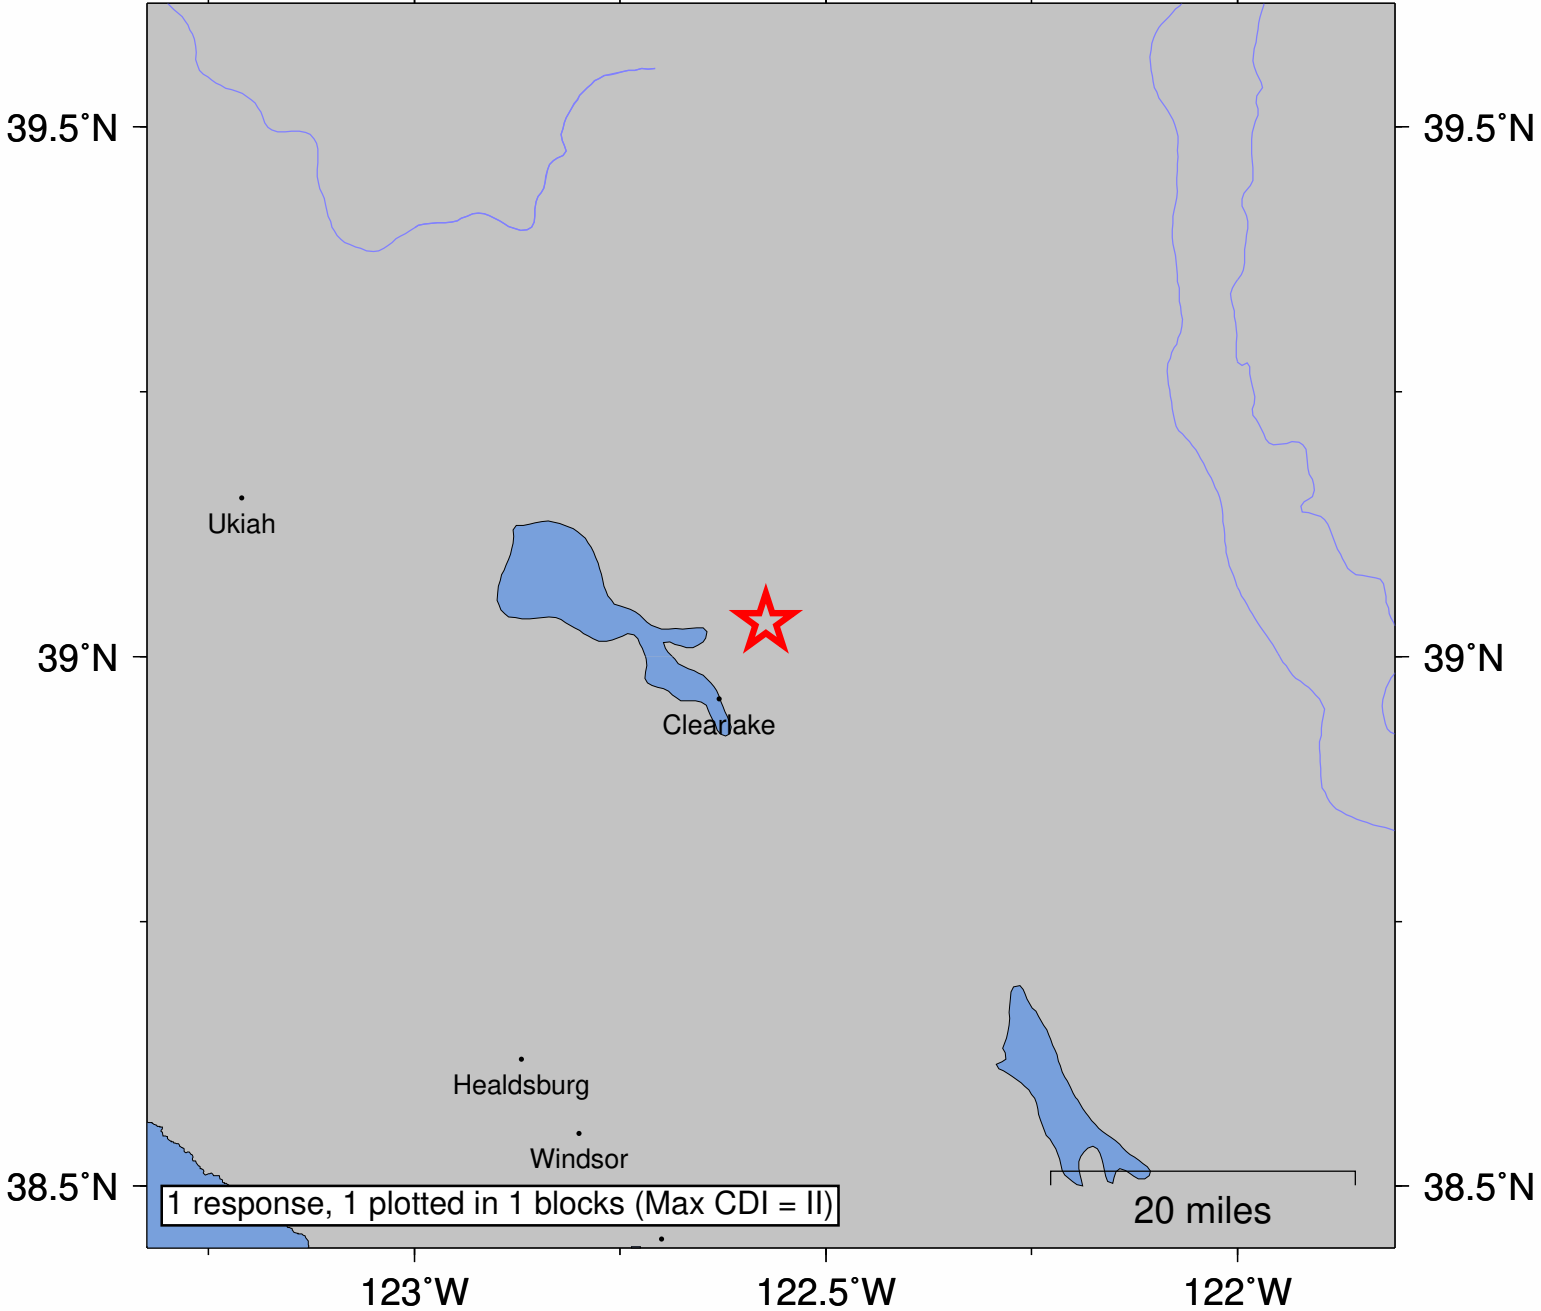 39.5°N 39.5°N
Ukiah
39°N 39°N
Clearlake
Healdsburg
Windsor
38.5°N 38.5°N
1 response, 1 plotted in 1 blocks (Max CDI = II)
20 miles
123°W 122.5°W 122°W